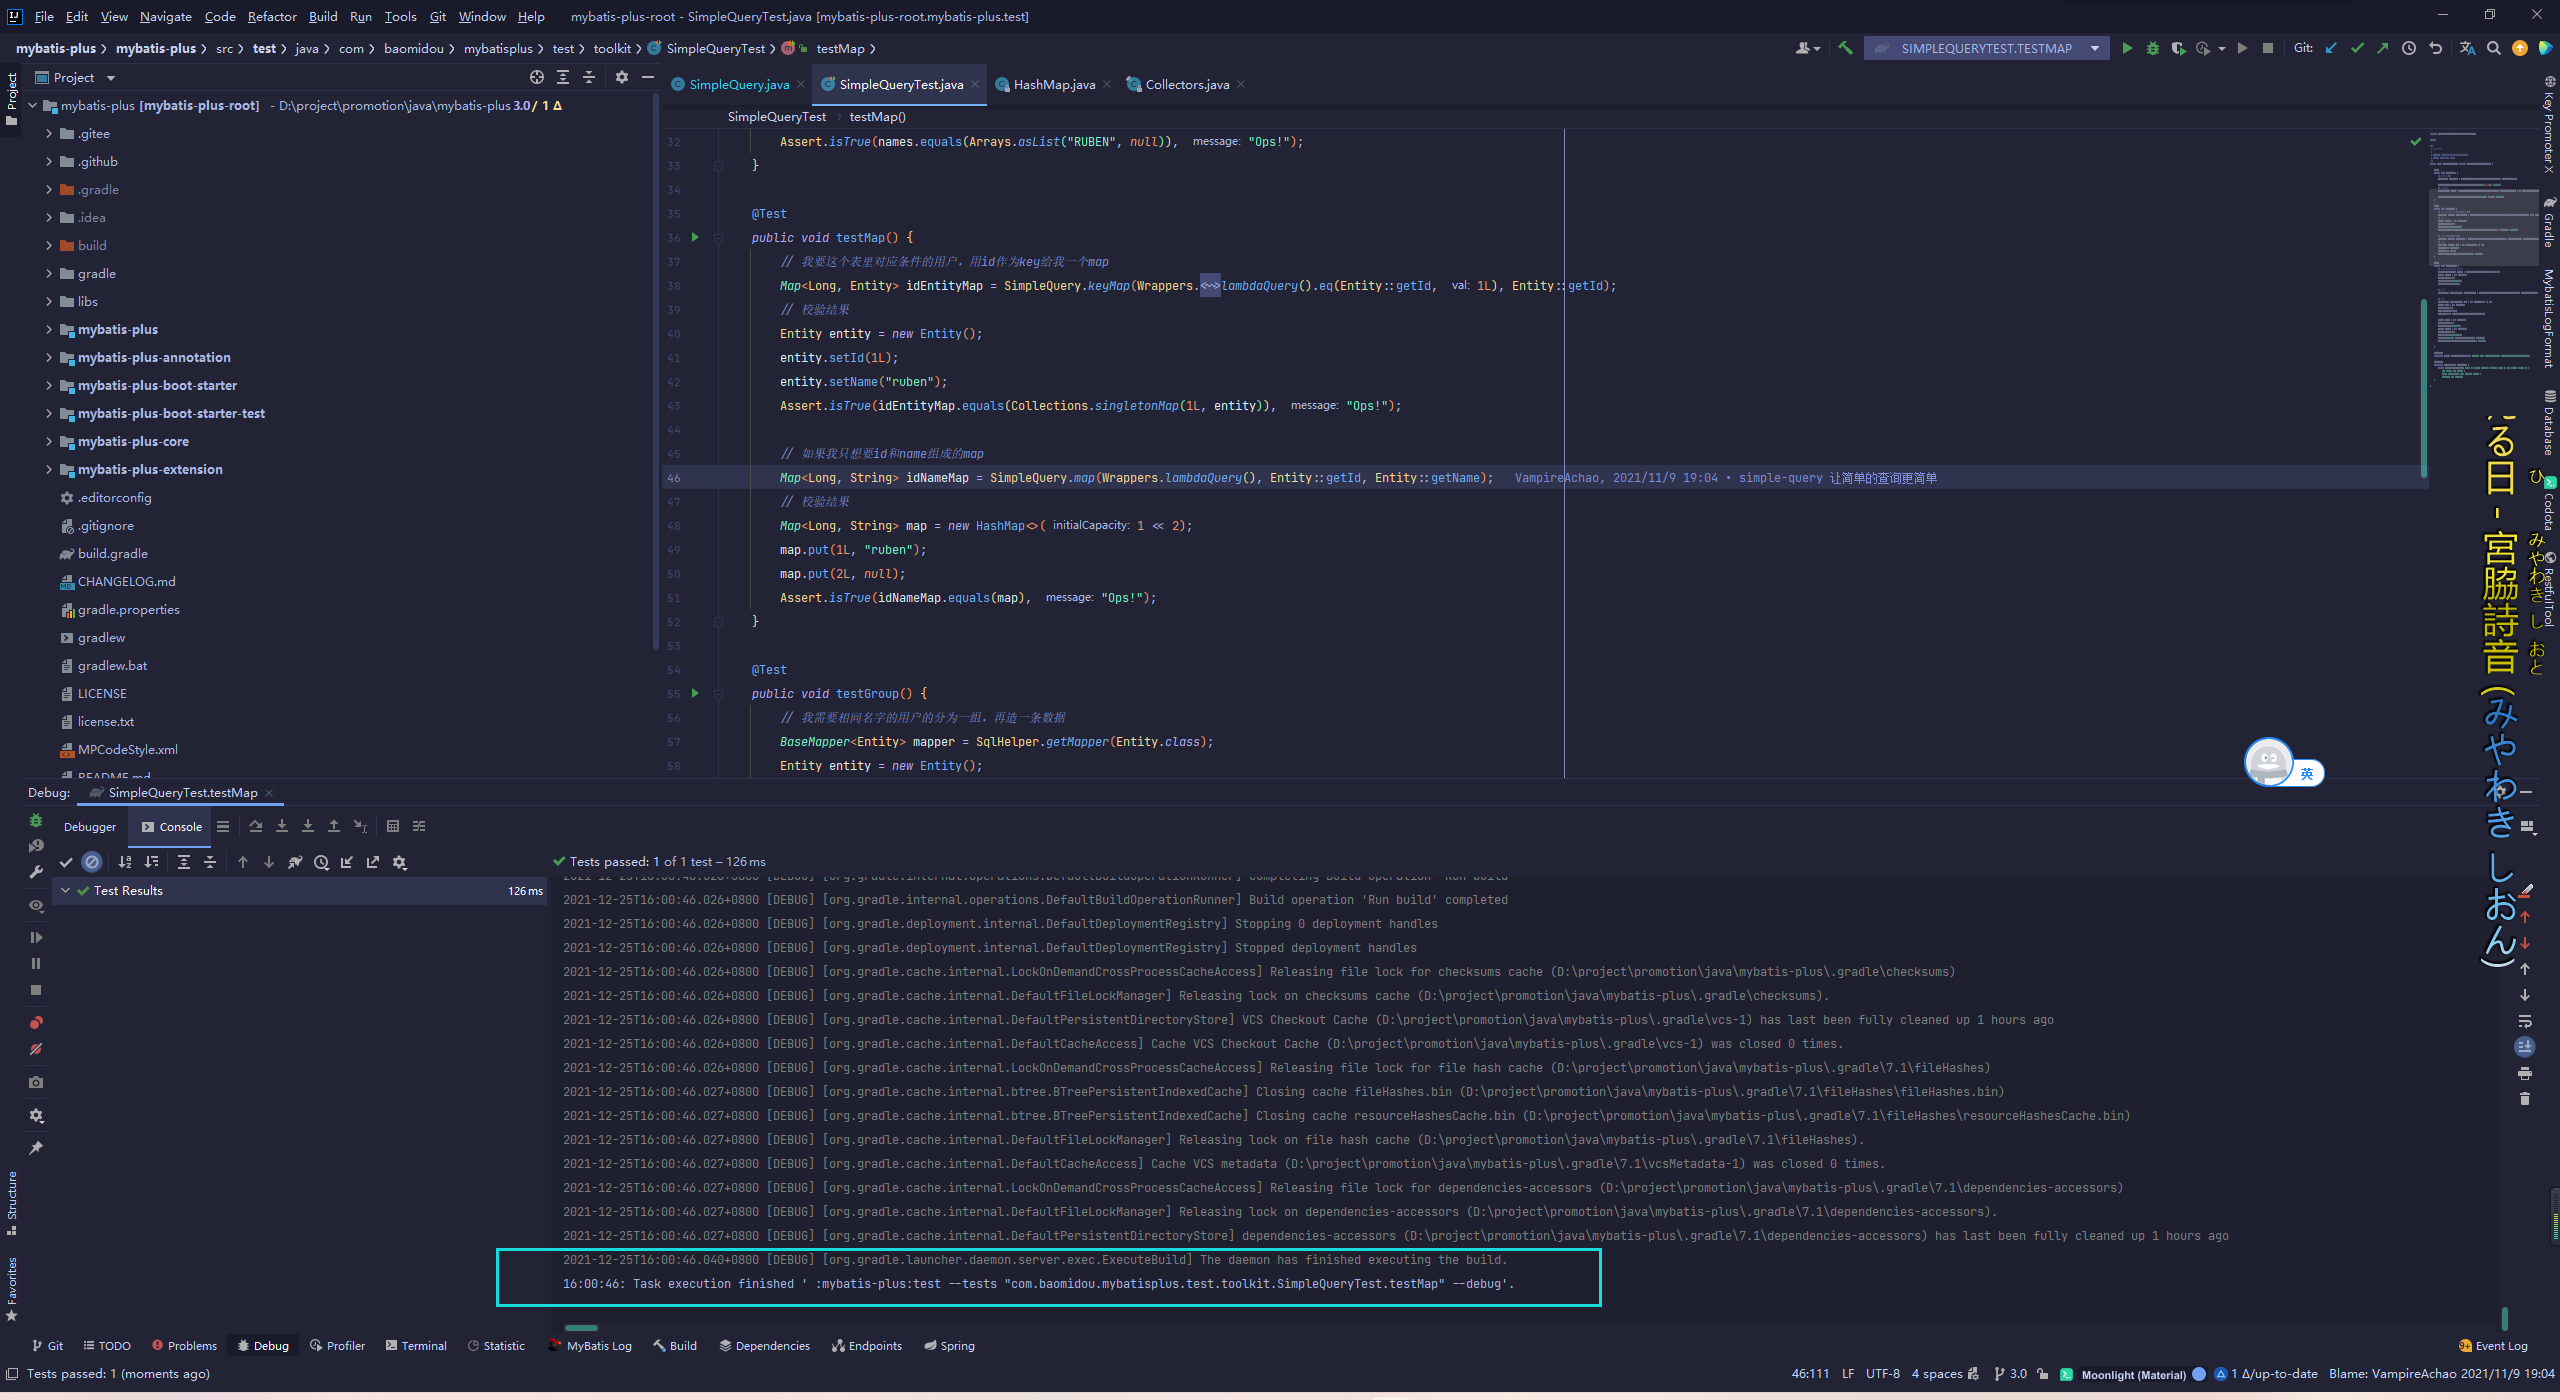 File Edit View Navigate Code Refactor Build Run Tools Git Window Help mybatis-plus-root - SimpleQueryTest.java [mybatis-plus-root.mybatis-plus.test]
mybatis-plus mybatis-plus src test java com baomidou mybatisplus test toolkit SimpleQueryTest testMap
SIMPLEQUERYTEST.TESTMAP
Git:
Project
mybatis-plus [mybatis-plus-root] - D:\project\promotion\java\mybatis-plus 3.0 / 1 Δ
.gitee
.github
.gradle
.idea
build
gradle
libs
mybatis-plus
mybatis-plus-annotation
mybatis-plus-boot-starter
mybatis-plus-boot-starter-test
mybatis-plus-core
mybatis-plus-extension
.editorconfig
.gitignore
build.gradle
CHANGELOG.md
gradle.properties
gradlew
gradlew.bat
LICENSE
license.txt
MPCodeStyle.xml
README.md
Project
Structure
Favorites
SimpleQuery.java SimpleQueryTest.java HashMap.java Collectors.java
SimpleQueryTest testMap()
32 Assert.isTrue(names.equals(Arrays.asList("RUBEN", null)), message: "Ops!");
33 }
34
35 @Test
36 public void testMap() {
37 // 我要这个表里对应条件的用户，用id作为key给我一个map
38 Map<Long, Entity> idEntityMap = SimpleQuery.keyMap(Wrappers.<~>lambdaQuery().eq(Entity::getId, val: 1L), Entity::getId);
39 // 校验结果
40 Entity entity = new Entity();
41 entity.setId(1L);
42 entity.setName("ruben");
43 Assert.isTrue(idEntityMap.equals(Collections.singletonMap(1L, entity)), message: "Ops!");
44
45 // 如果我只想要id和name组成的map
46 Map<Long, String> idNameMap = SimpleQuery.map(Wrappers.lambdaQuery(), Entity::getId, Entity::getName); VampireAchao, 2021/11/9 19:04 • simple-query 让简单的查询更简单
47 // 校验结果
48 Map<Long, String> map = new HashMap<>( initialCapacity: 1 << 2);
49 map.put(1L, "ruben");
50 map.put(2L, null);
51 Assert.isTrue(idNameMap.equals(map), message: "Ops!");
52 }
53
54 @Test
55 public void testGroup() {
56 // 我需要相同名字的用户的分为一组，再造一条数据
57 BaseMapper<Entity> mapper = SqlHelper.getMapper(Entity.class);
58 Entity entity = new Entity();
Key Promoter X
Gradle
MybatisLogFormat
Database
Codota
RestfulTool
る日 - 宮脇詩音 (みやわき しおん)
ひ
みやわき し おと
英
Debug: SimpleQueryTest.testMap
Debugger Console
Tests passed: 1 of 1 test – 126 ms
Test Results 126 ms
2021-12-25T16:00:46.026+0800 [DEBUG] [org.gradle.internal.operations.DefaultBuildOperationRunner] Completing Build operation 'Run build'
2021-12-25T16:00:46.026+0800 [DEBUG] [org.gradle.internal.operations.DefaultBuildOperationRunner] Build operation 'Run build' completed
2021-12-25T16:00:46.026+0800 [DEBUG] [org.gradle.deployment.internal.DefaultDeploymentRegistry] Stopping 0 deployment handles
2021-12-25T16:00:46.026+0800 [DEBUG] [org.gradle.deployment.internal.DefaultDeploymentRegistry] Stopped deployment handles
2021-12-25T16:00:46.026+0800 [DEBUG] [org.gradle.cache.internal.LockOnDemandCrossProcessCacheAccess] Releasing file lock for checksums cache (D:\project\promotion\java\mybatis-plus\.gradle\checksums)
2021-12-25T16:00:46.026+0800 [DEBUG] [org.gradle.cache.internal.DefaultFileLockManager] Releasing lock on checksums cache (D:\project\promotion\java\mybatis-plus\.gradle\checksums).
2021-12-25T16:00:46.026+0800 [DEBUG] [org.gradle.cache.internal.DefaultPersistentDirectoryStore] VCS Checkout Cache (D:\project\promotion\java\mybatis-plus\.gradle\vcs-1) has last been fully cleaned up 1 hours ago
2021-12-25T16:00:46.026+0800 [DEBUG] [org.gradle.cache.internal.DefaultCacheAccess] Cache VCS Checkout Cache (D:\project\promotion\java\mybatis-plus\.gradle\vcs-1) was closed 0 times.
2021-12-25T16:00:46.026+0800 [DEBUG] [org.gradle.cache.internal.LockOnDemandCrossProcessCacheAccess] Releasing file lock for file hash cache (D:\project\promotion\java\mybatis-plus\.gradle\7.1\fileHashes)
2021-12-25T16:00:46.027+0800 [DEBUG] [org.gradle.cache.internal.btree.BTreePersistentIndexedCache] Closing cache fileHashes.bin (D:\project\promotion\java\mybatis-plus\.gradle\7.1\fileHashes\fileHashes.bin)
2021-12-25T16:00:46.027+0800 [DEBUG] [org.gradle.cache.internal.btree.BTreePersistentIndexedCache] Closing cache resourceHashesCache.bin (D:\project\promotion\java\mybatis-plus\.gradle\7.1\fileHashes\resourceHashesCache.bin)
2021-12-25T16:00:46.027+0800 [DEBUG] [org.gradle.cache.internal.DefaultFileLockManager] Releasing lock on file hash cache (D:\project\promotion\java\mybatis-plus\.gradle\7.1\fileHashes).
2021-12-25T16:00:46.027+0800 [DEBUG] [org.gradle.cache.internal.DefaultCacheAccess] Cache VCS metadata (D:\project\promotion\java\mybatis-plus\.gradle\7.1\vcsMetadata-1) was closed 0 times.
2021-12-25T16:00:46.027+0800 [DEBUG] [org.gradle.cache.internal.LockOnDemandCrossProcessCacheAccess] Releasing file lock for dependencies-accessors (D:\project\promotion\java\mybatis-plus\.gradle\7.1\dependencies-accessors)
2021-12-25T16:00:46.027+0800 [DEBUG] [org.gradle.cache.internal.DefaultFileLockManager] Releasing lock on dependencies-accessors (D:\project\promotion\java\mybatis-plus\.gradle\7.1\dependencies-accessors).
2021-12-25T16:00:46.027+0800 [DEBUG] [org.gradle.cache.internal.DefaultPersistentDirectoryStore] dependencies-accessors (D:\project\promotion\java\mybatis-plus\.gradle\7.1\dependencies-accessors) has last been fully cleaned up 1 hours ago
2021-12-25T16:00:46.040+0800 [DEBUG] [org.gradle.launcher.daemon.server.exec.ExecuteBuild] The daemon has finished executing the build.
16:00:46: Task execution finished ' :mybatis-plus:test --tests "com.baomidou.mybatisplus.test.toolkit.SimpleQueryTest.testMap" --debug'.
Git TODO Problems Debug Profiler Terminal Statistic MyBatis Log Build Dependencies Endpoints Spring Event Log
Tests passed: 1 (moments ago) 46:111 LF UTF-8 4 spaces 3.0 Moonlight (Material) 1 Δ/up-to-date Blame: VampireAchao 2021/11/9 19:04